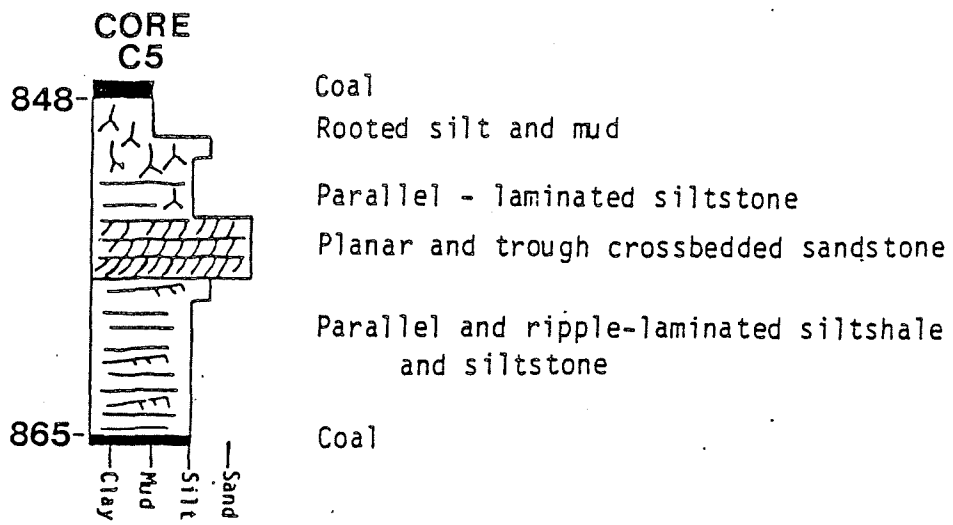 CORE
C5
848-
Coal
Rooted silt and mud
Parallel - laminated siltstone
Planar and trough crossbedded sandstone
Parallel and ripple-laminated siltshale
and siltstone
865-
Coal
Clay
Mud
Silt
Sand